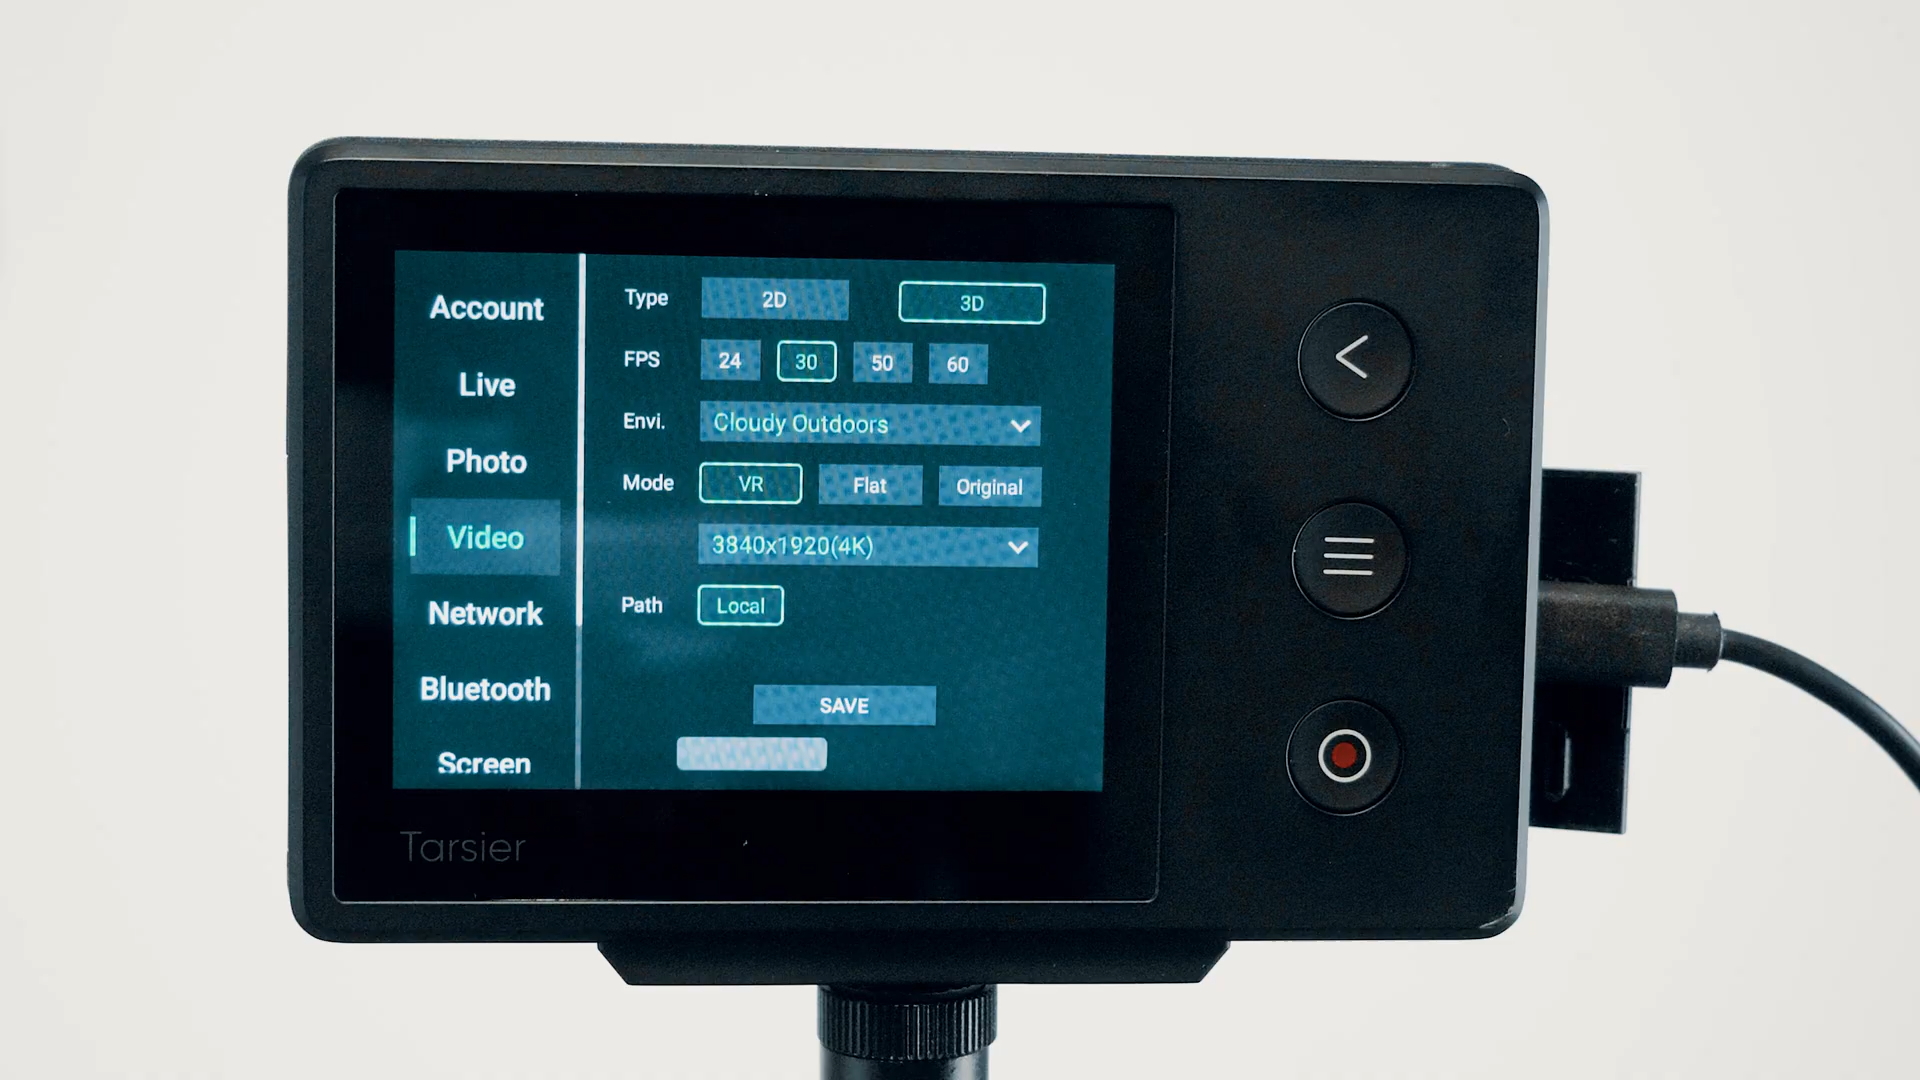 Account
Live
Photo
Video
Network
Bluetooth
Screen
Type 2D 3D
FPS 24 30 50 60
Envi. Cloudy Outdoors
Mode VR Flat Original
3840x1920(4K)
Path Local
SAVE
Tarsier